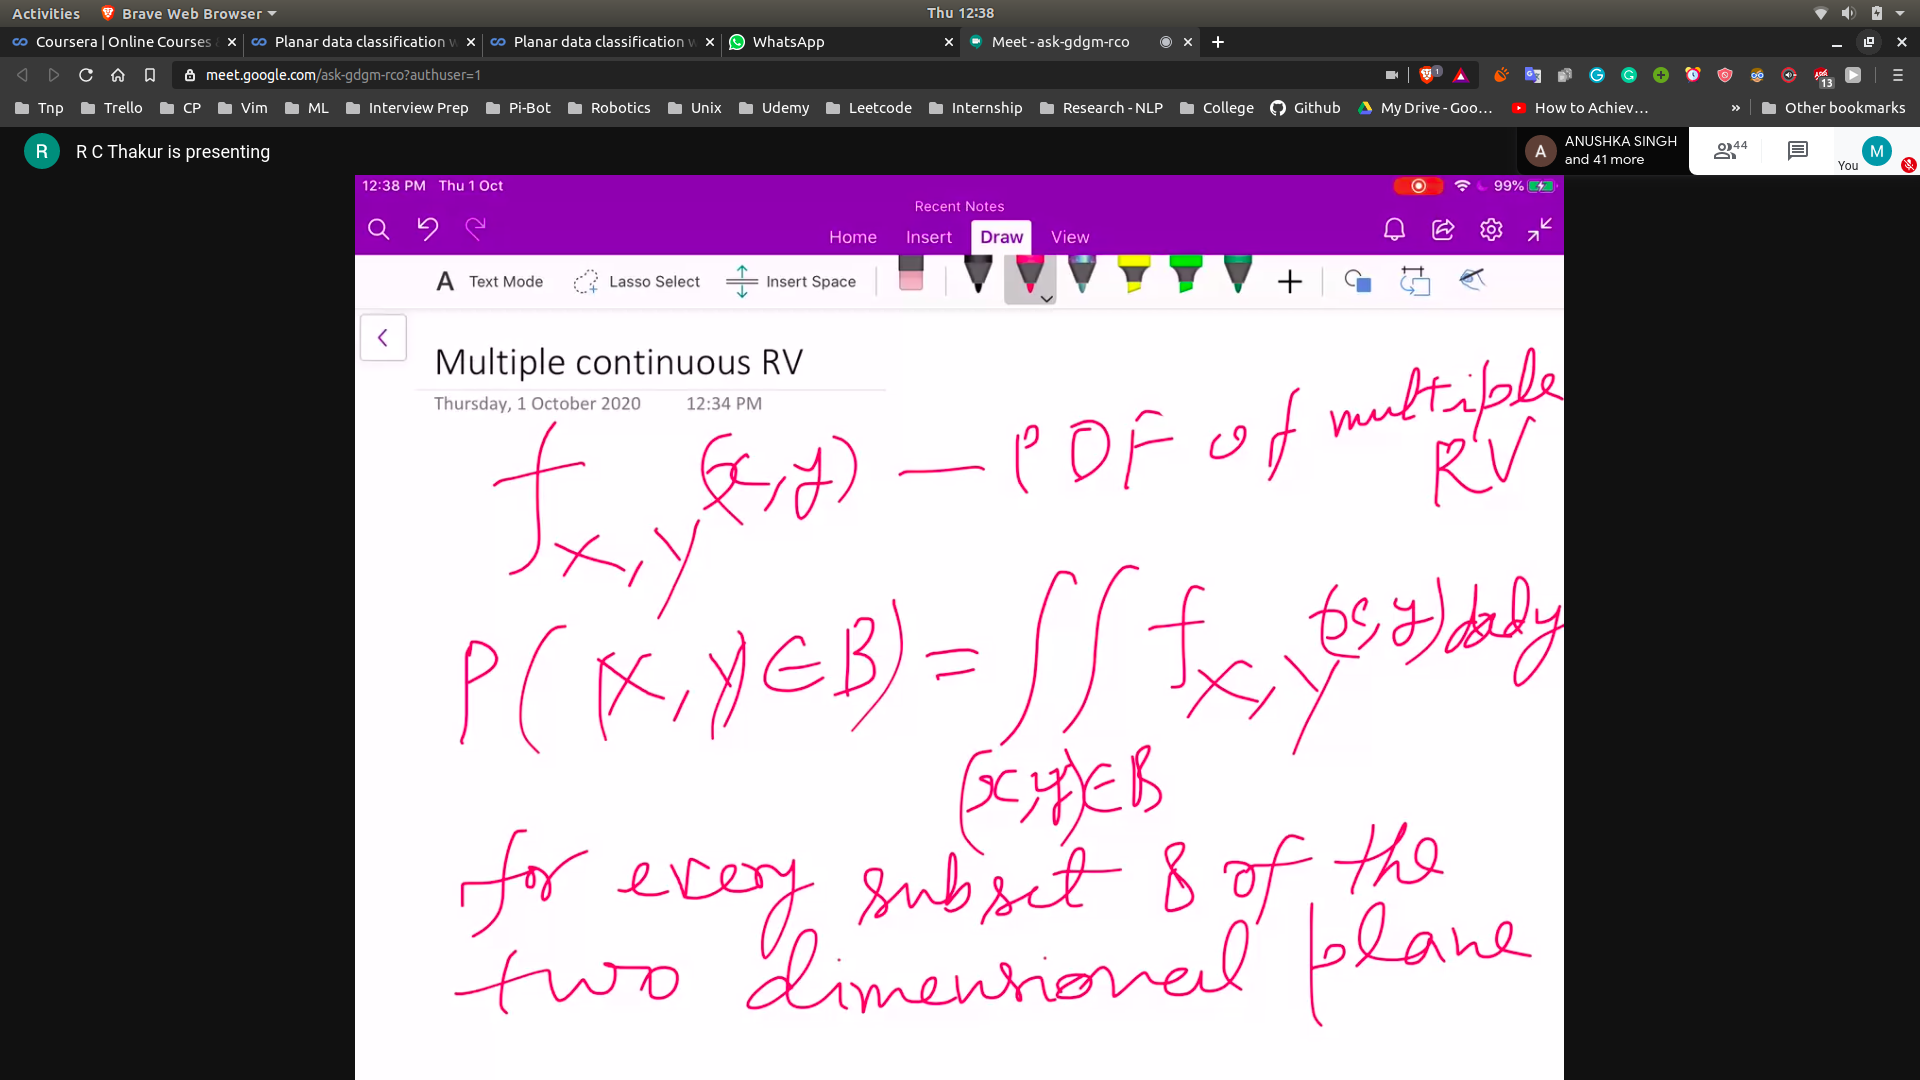 Activities Brave Web Browser Thu 12:38
Coursera | Online Courses Planar data classification w Planar data classification w WhatsApp Meet - ask-gdgm-rco
meet.google.com/ask-gdgm-rco?authuser=1 1 13
Tnp Trello CP Vim ML Interview Prep Pi-Bot Robotics Unix Udemy Leetcode Internship Research - NLP College Github My Drive - Goo... How to Achiev... » Other bookmarks
R R C Thakur is presenting A ANUSHKA SINGH and 41 more 44 You M
12:38 PM Thu 1 Oct 99%
Recent Notes
Home Insert Draw View
A Text Mode Lasso Select Insert Space
Multiple continuous RV
Thursday, 1 October 2020 12:34 PM
f_{X,Y}(x,y) — PDF of multiple RV
P((X,Y)∈B) = ∫∫ f_{X,Y}(x,y)dxdy
(x,y)∈B
for every subset B of the
two dimensional plane